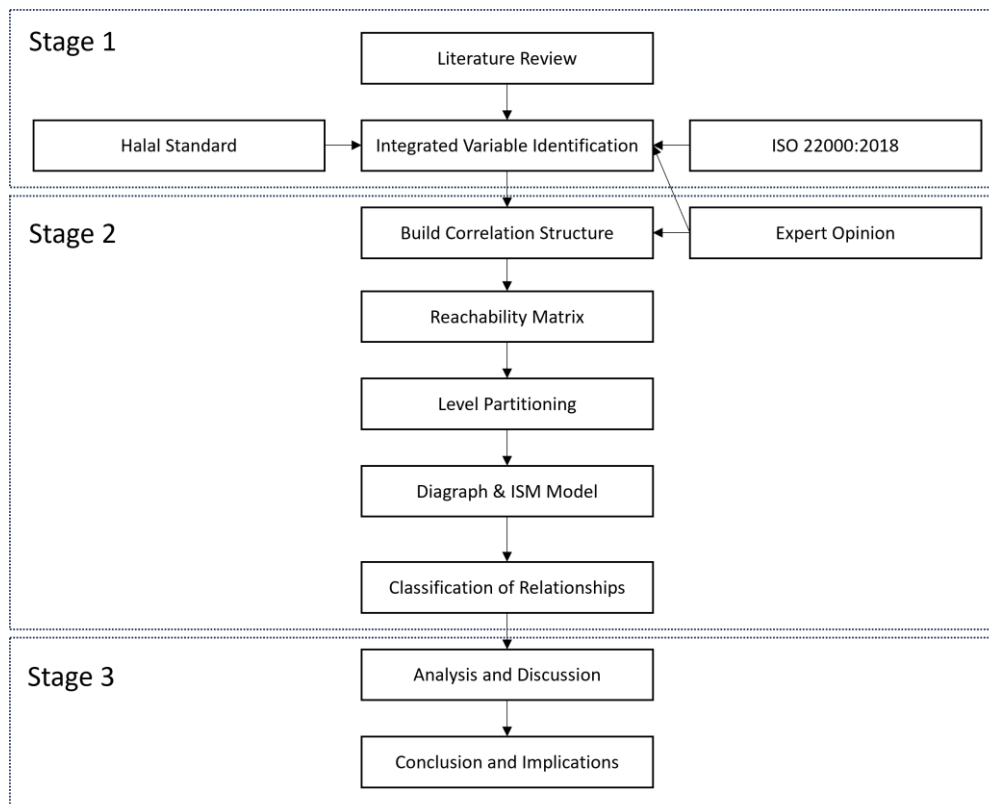 Stage 1
Literature Review
Halal Standard
Integrated Variable Identification
ISO 22000:2018
Stage 2
Build Correlation Structure
Expert Opinion
Reachability Matrix
Level Partitioning
Diagraph & ISM Model
Classification of Relationships
Stage 3
Analysis and Discussion
Conclusion and Implications